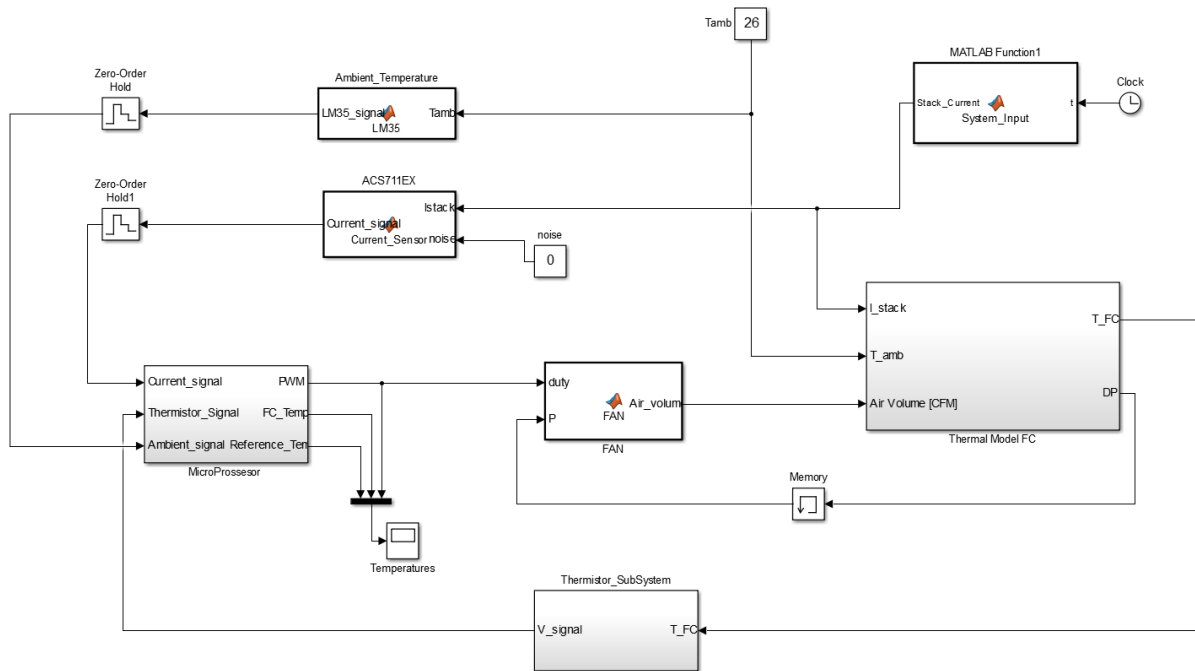 Tamb
26
MATLAB Function1
Zero-Order
Hold
Ambient_Temperature
Clock
LM35_signal
Tamb
LM35
Stack_Current
t
System_Input
Zero-Order
Hold1
ACS711EX
Istack
Current_signal
Current_Sensor
noise
noise
0
I_stack
T_FC
T_amb
DP
Air Volume [CFM]
Thermal Model FC
Current_signal
PWM
Thermistor_Signal
FC_Temp
Ambient_signal
Reference_Tem
MicroProssesor
duty
Air_volum
FAN
P
FAN
Memory
Temperatures
Thermistor_SubSystem
V_signal
T_FC